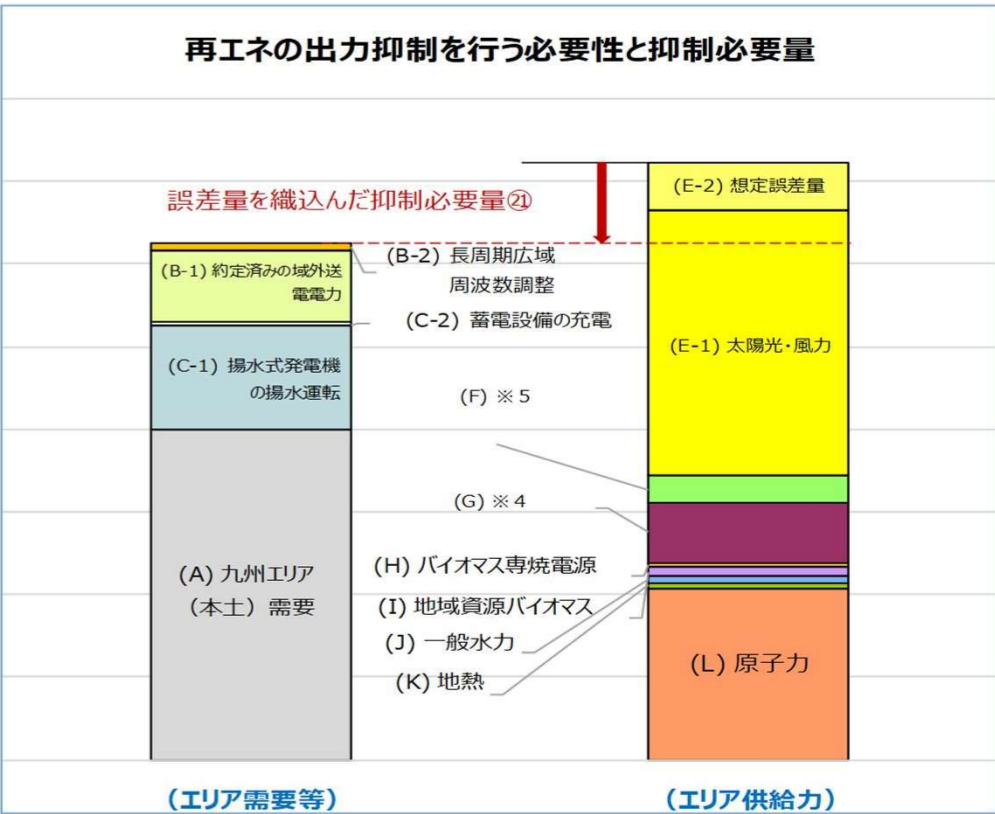 再エネの出力抑制を行う必要性と抑制必要量
誤差量を織込んだ抑制必要量㉑
(B-1) 約定済みの域外送
電電力
(B-2) 長周期広域
周波数調整
(C-2) 蓄電設備の充電
(C-1) 揚水式発電機
の揚水運転
(A) 九州エリア
(本土)需要
(F) ※5
(G) ※4
(H) バイオマス専焼電源
(I) 地域資源バイオマス
(J) 一般水力
(K) 地熱
(E-2) 想定誤差量
(E-1) 太陽光・風力
(L) 原子力
(エリア需要等)
(エリア供給力)